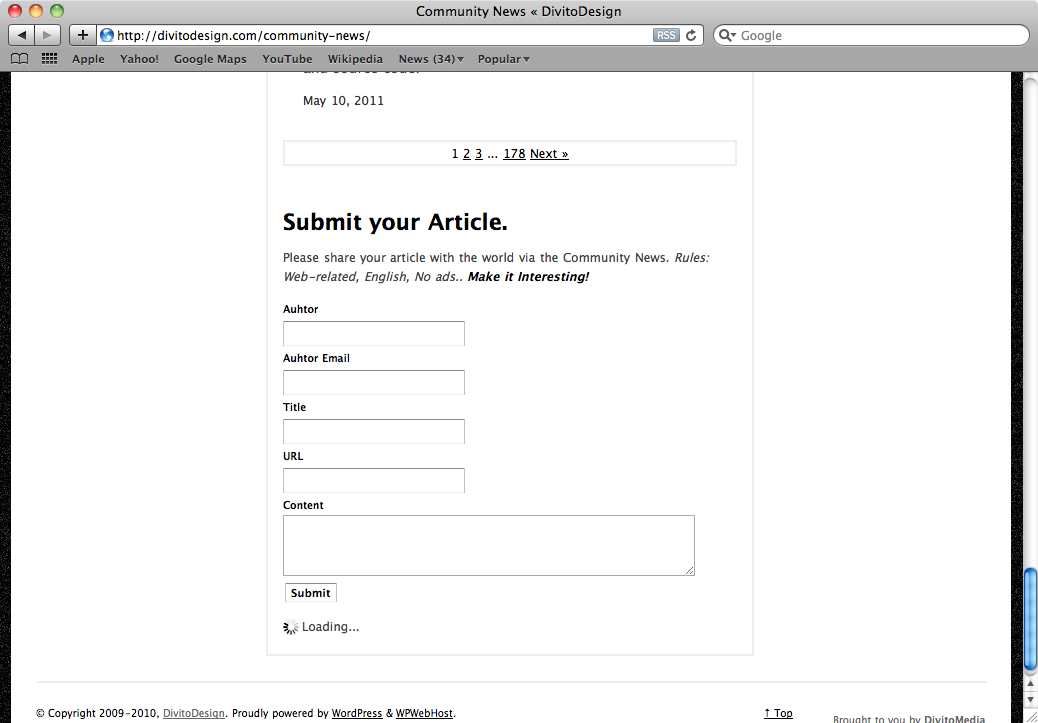 Community News « DivitoDesign
http://divitodesign.com/community-news/ RSS Google
Apple Yahoo! Google Maps YouTube Wikipedia News (34)▾ Popular▾
May 10, 2011
1 2 3 ... 178 Next »
Submit your Article.
Please share your article with the world via the Community News. Rules:
Web-related, English, No ads.. Make it Interesting!
Auhtor
Auhtor Email
Title
URL
Content
Submit
Loading...
© Copyright 2009-2010, DivitoDesign. Proudly powered by WordPress & WPWebHost. ↑ Top
Brought to you by DivitoMedia